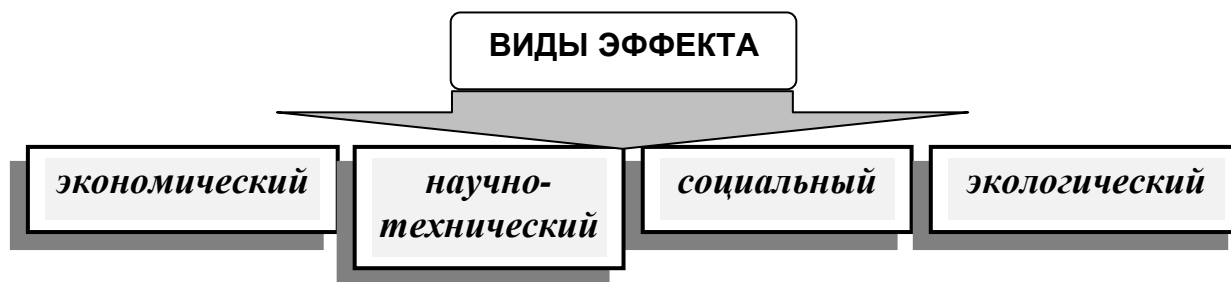 ВИДЫ ЭФФЕКТА
экономический
научно-
технический
социальный
экологический